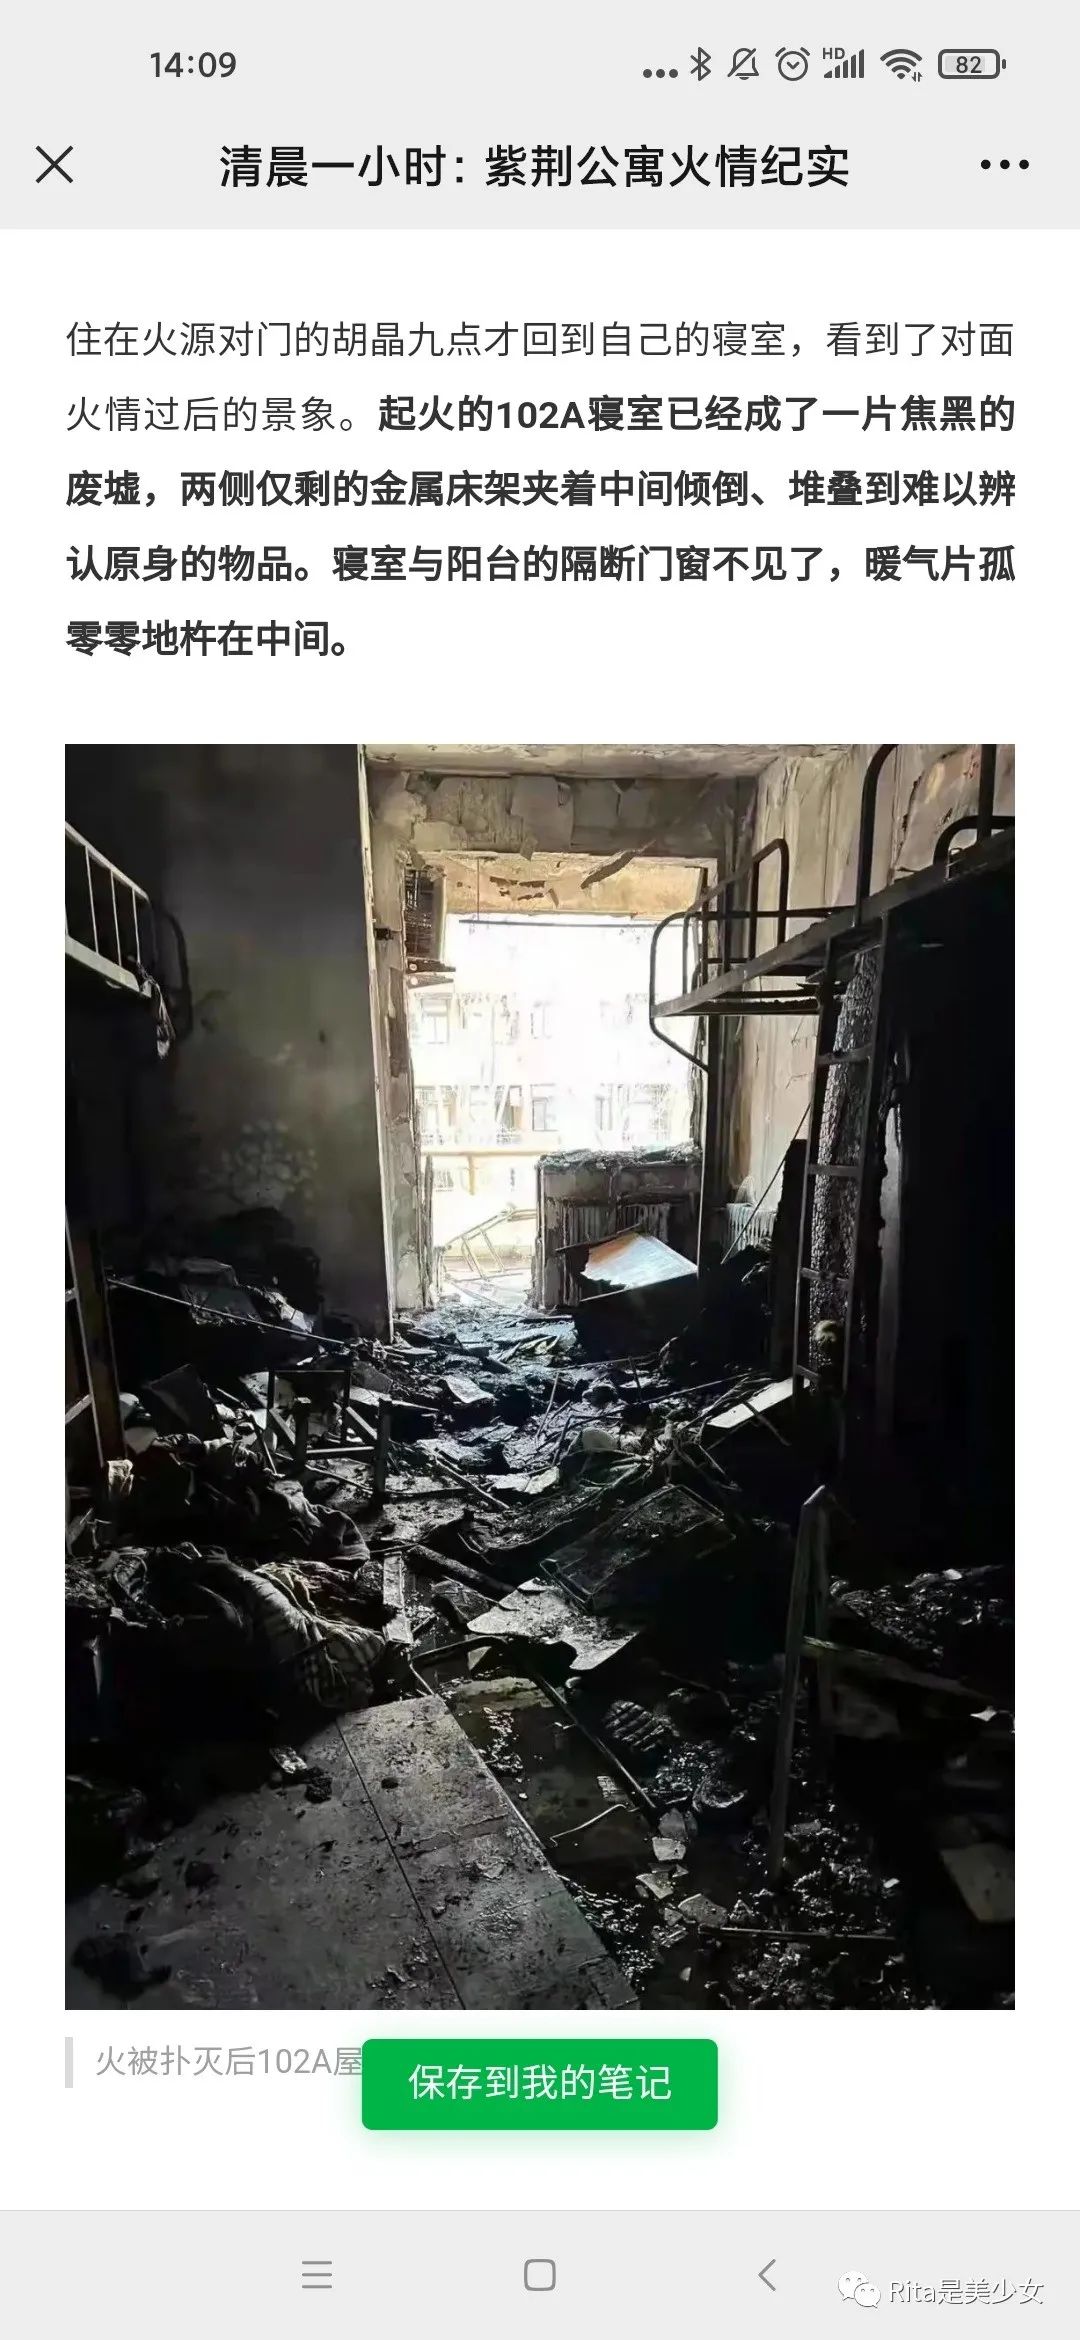 14:09
HD
82
清晨一小时：紫荆公寓火情纪实
住在火源对门的胡晶九点才回到自己的寝室，看到了对面
火情过后的景象。起火的102A寝室已经成了一片焦黑的
废墟，两侧仅剩的金属床架夹着中间倾倒、堆叠到难以辨
认原身的物品。寝室与阳台的隔断门窗不见了，暖气片孤
零零地杵在中间。
火被扑灭后102A屋
保存到我的笔记
Rita是美少女